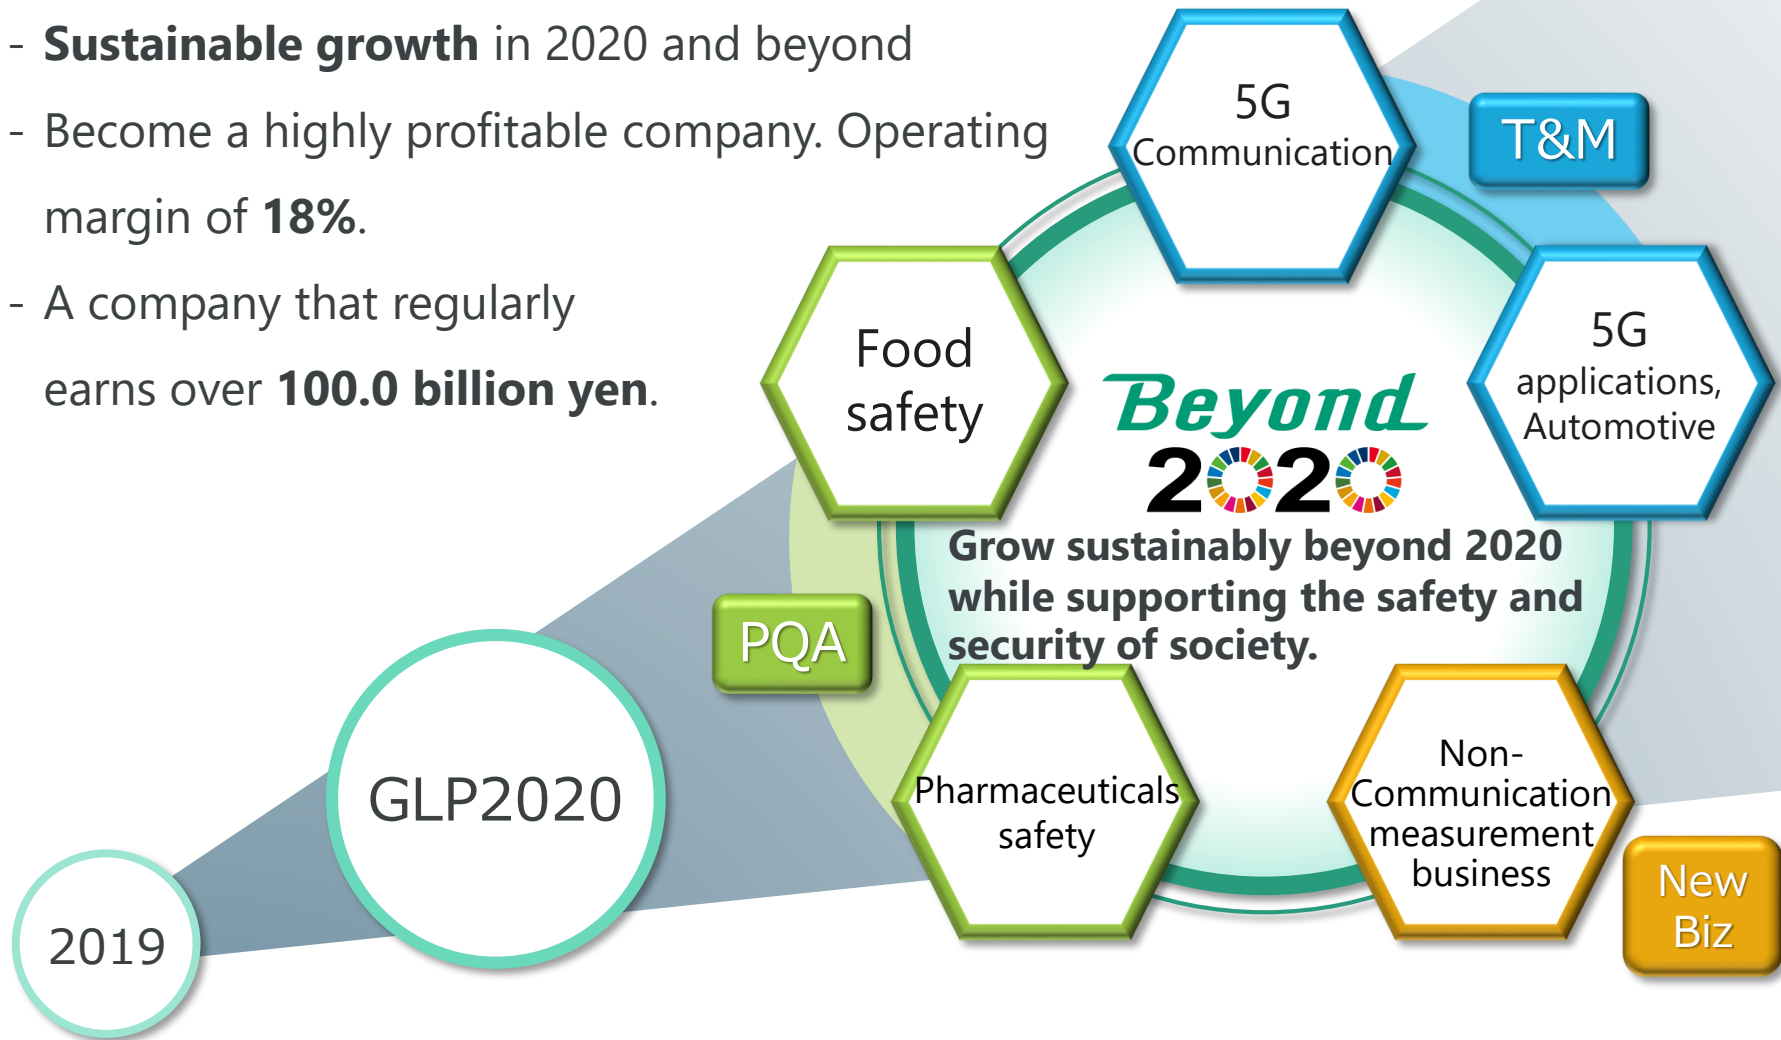 - Sustainable growth in 2020 and beyond
- Become a highly profitable company. Operating
margin of 18%.
- A company that regularly
earns over 100.0 billion yen.
5G
Communication
T&M
Food
safety
5G
applications,
Automotive
Beyond
2020
Grow sustainably beyond 2020
while supporting the safety and
security of society.
PQA
Pharmaceuticals
safety
Non-
Communication
measurement
business
New
Biz
GLP2020
2019